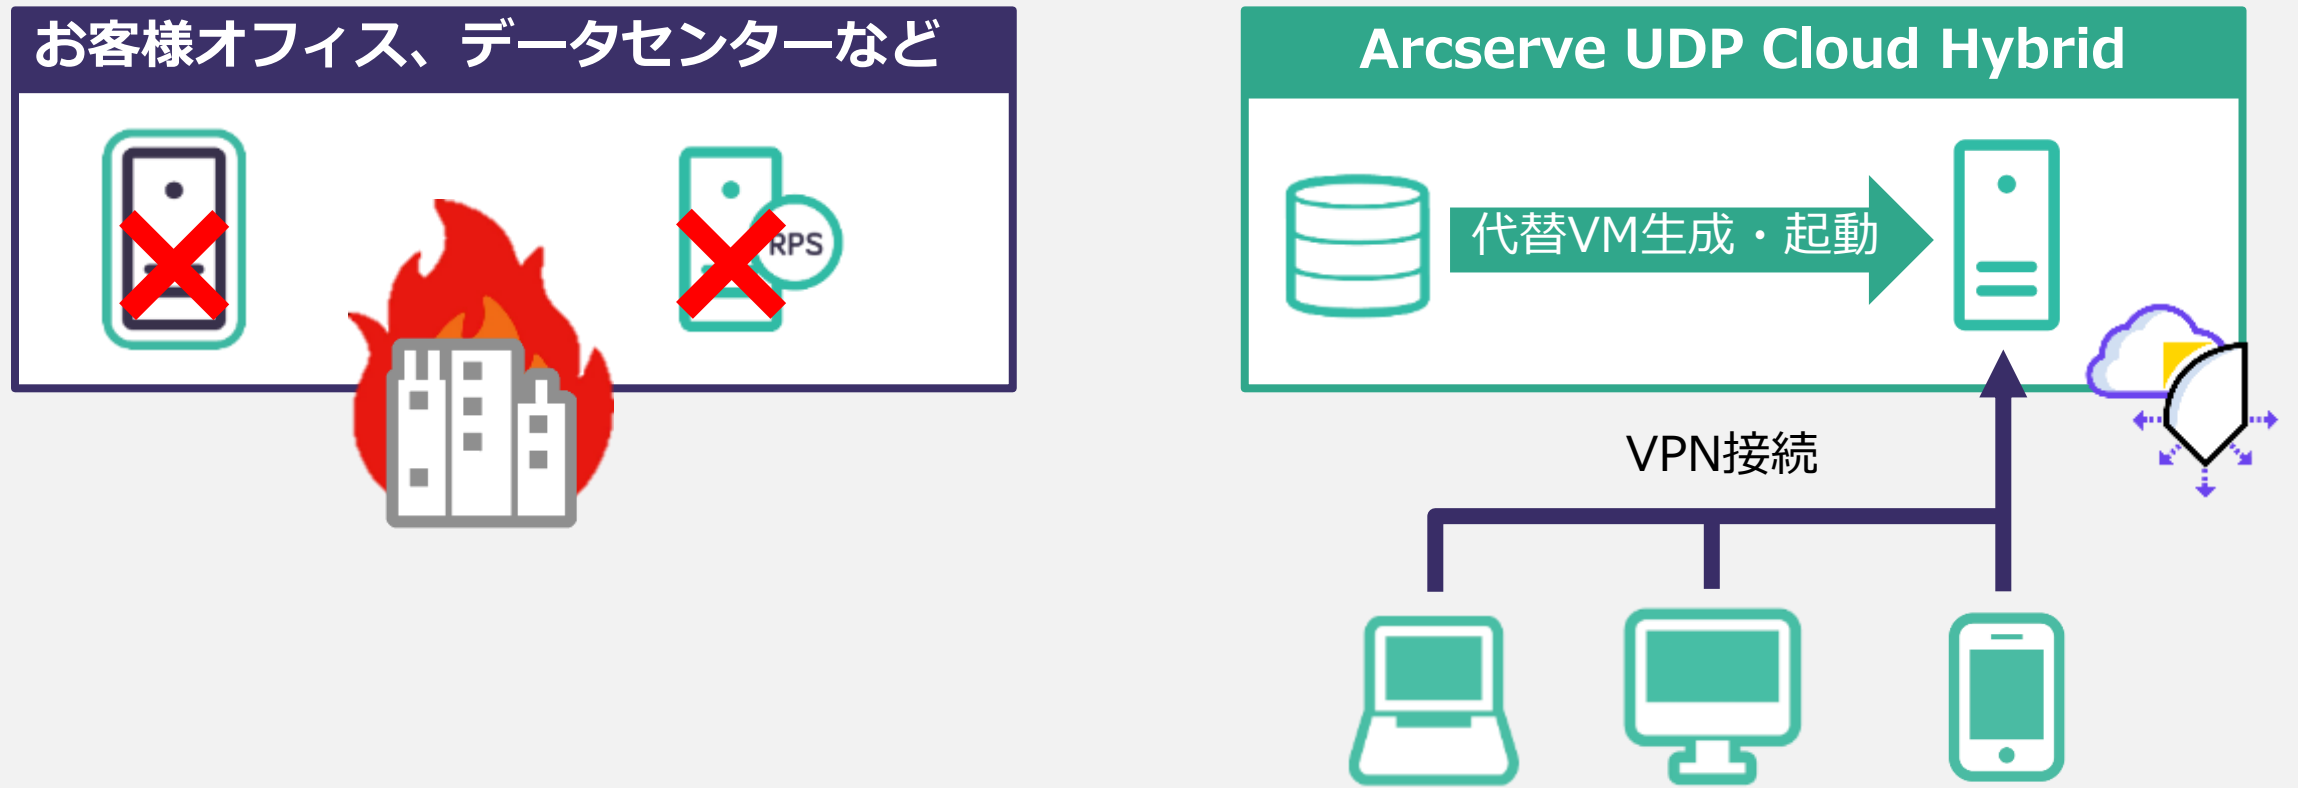 お客様オフィス、データセンターなど
Arcserve UDP Cloud Hybrid
RPS
代替VM生成・起動
VPN接続